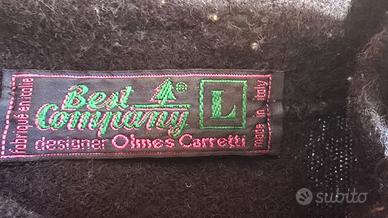 fabriqué en italie
Best
Company
®
L
designer Olmes Carretti
made in italy
subito